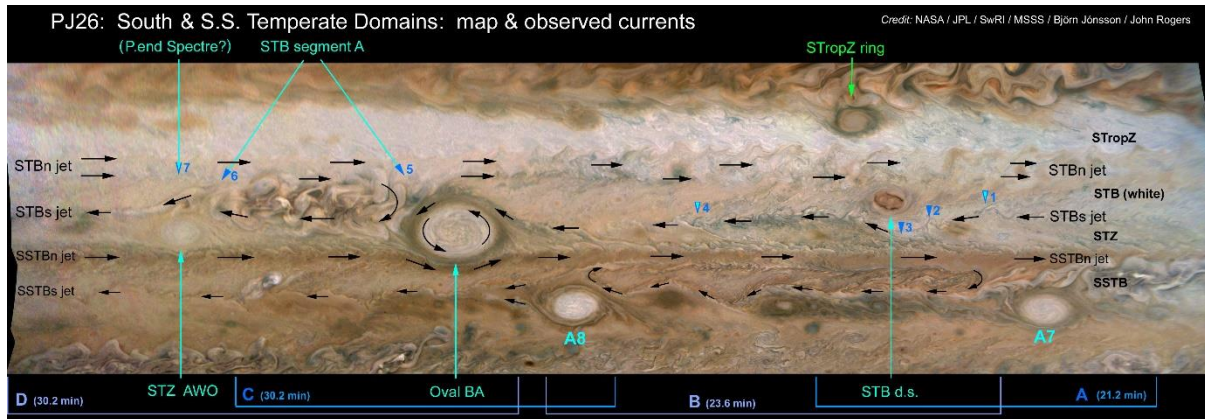 PJ26: South & S.S. Temperate Domains: map & observed currents
Credit: NASA / JPL / SwRI / MSSS / Björn Jónsson / John Rogers
(P.end Spectre?)
STB segment A
STropZ ring
STropZ
STBn jet
7
6
5
STBn jet
STB (white)
1
STBs jet
4
2
STBs jet
3
STZ
SSTBn jet
SSTBn jet
SSTBs jet
SSTB
A8
A7
STZ AWO
Oval BA
STB d.s.
D (30.2 min)
C (30.2 min)
B (23.6 min)
A (21.2 min)